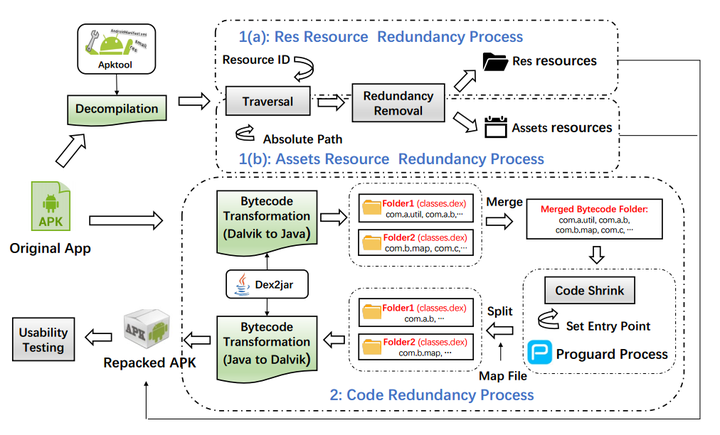 1(a): Res Resource Redundancy Process
AndroidManifest.xml
Apktool
Resource ID
Res resources
Decompilation
Traversal
Redundancy
Removal
Assets resources
Absolute Path
1(b): Assets Resource Redundancy Process
APK
Original App
Bytecode
Transformation
(Dalvik to Java)
Folder1 (classes.dex)
com.a.util, com.a.b,...
Folder2 (classes.dex)
com.b.map, com.c,...
Merge
Merged Bytecode Folder:
com.a.util, com.a.b,
com.b.map, com.c,...
Dex2jar
Code Shrink
Set Entry Point
Proguard Process
Split
Map File
Folder1 (classes.dex)
com.a.b, ...
Folder2 (classes.dex)
com.b.map, ...
Bytecode
Transformation
(Java to Dalvik)
APK
Repacked APK
Usability
Testing
2: Code Redundancy Process